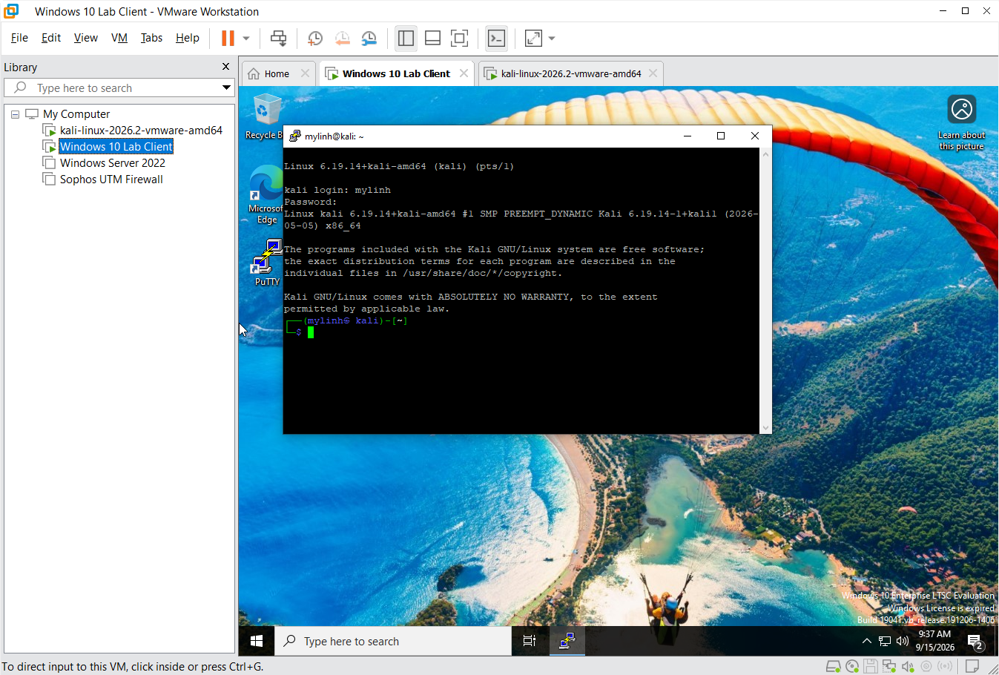 Windows 10 Lab Client - VMware Workstation
File Edit View VM Tabs Help
Library
Type here to search
My Computer
kali-linux-2026.2-vmware-amd64
Windows 10 Lab Client
Windows Server 2022
Sophos UTM Firewall
Home
Windows 10 Lab Client
kali-linux-2026.2-vmware-amd64
Recycle B
Microsof
Edge
PuTTY
Learn about
this picture
mylinh@kali: ~
Linux 6.19.14+kali-amd64 (kali) (pts/1)
kali login: mylinh
Password:
Linux kali 6.19.14+kali-amd64 #1 SMP PREEMPT_DYNAMIC Kali 6.19.14-1+kali1 (2026-
05-05) x86_64
The programs included with the Kali GNU/Linux system are free software;
the exact distribution terms for each program are described in the
individual files in /usr/share/doc/*/copyright.
Kali GNU/Linux comes with ABSOLUTELY NO WARRANTY, to the extent
permitted by applicable law.
┌──(mylinh㉿ kali)-[~]
└─$
Windows 10 Enterprise LTSC Evaluation
Windows License is expired
Build 19041.vb_release.191206-1406
Type here to search
9:37 AM
9/15/2026
2
To direct input to this VM, click inside or press Ctrl+G.